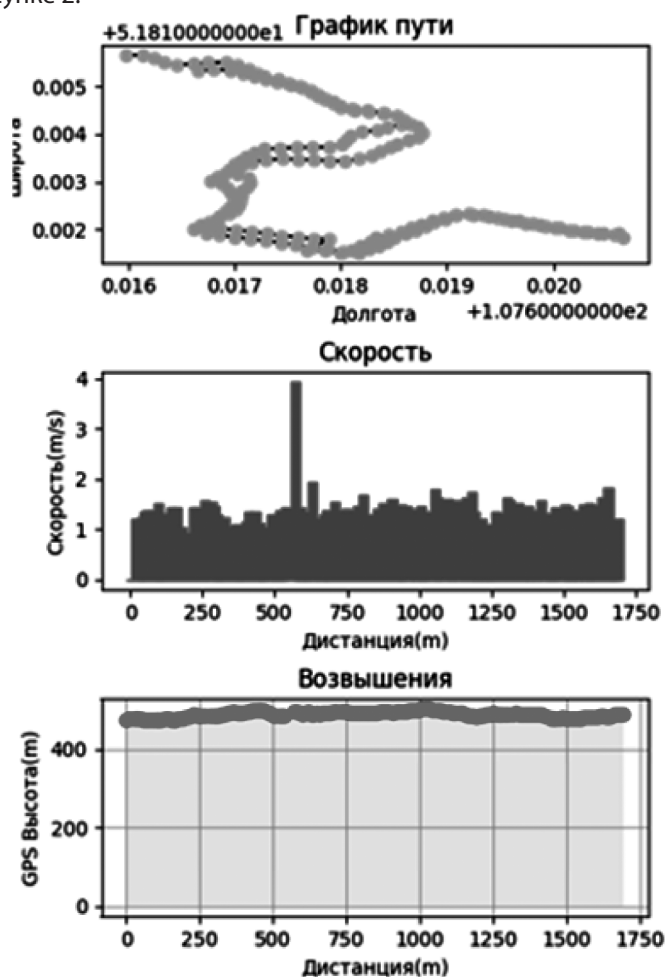 +5.1810000000e1 График пути
0.005
0.004
0.003
0.002
Широта
0.016 0.017 0.018 0.019 0.020
Долгота +1.0760000000e2
Скорость
4
3
2
1
0
Скорость(m/s)
0 250 500 750 1000 1250 1500 1750
Дистанция(m)
Возвышения
400
200
0
GPS Высота(m)
0 250 500 750 1000 1250 1500 1750
Дистанция(m)